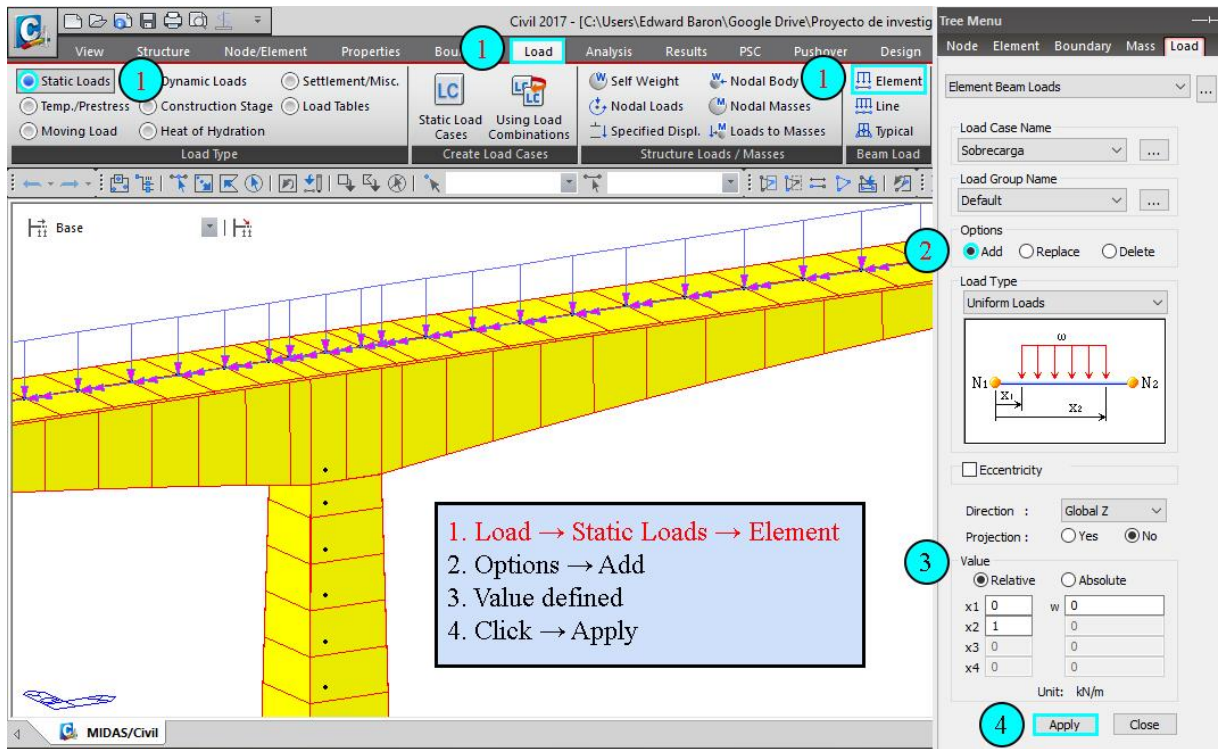 Civil 2017 - [C:\Users\Edward Baron\Google Drive\Proyecto de investig
View Structure Node/Element Properties Bou 1 Load Analysis Results PSC Pushover Design
Static Loads 1 Dynamic Loads Settlement/Misc.
Temp./Prestress Construction Stage Load Tables
Moving Load Heat of Hydration
Load Type
LC
Static Load Cases
LC LC
Using Load Combinations
Create Load Cases
Self Weight Nodal Body 1
Nodal Loads Nodal Masses
Specified Displ. Loads to Masses
Structure Loads / Masses
Element
Line
Typical
Beam Load
Base
1. Load → Static Loads → Element
2. Options → Add
3. Value defined
4. Click → Apply
MIDAS/Civil
Tree Menu
Node Element Boundary Mass Load
Element Beam Loads ...
Load Case Name
Sobrecarga ...
Load Group Name
Default ...
Options
2 Add Replace Delete
Load Type
Uniform Loads
ω
N1 N2
X1
X2
Eccentricity
Direction : Global Z
Projection : Yes No
3 Value
Relative Absolute
x1 0 w 0
x2 1 0
x3 0 0
x4 0 0
Unit: kN/m
4 Apply Close